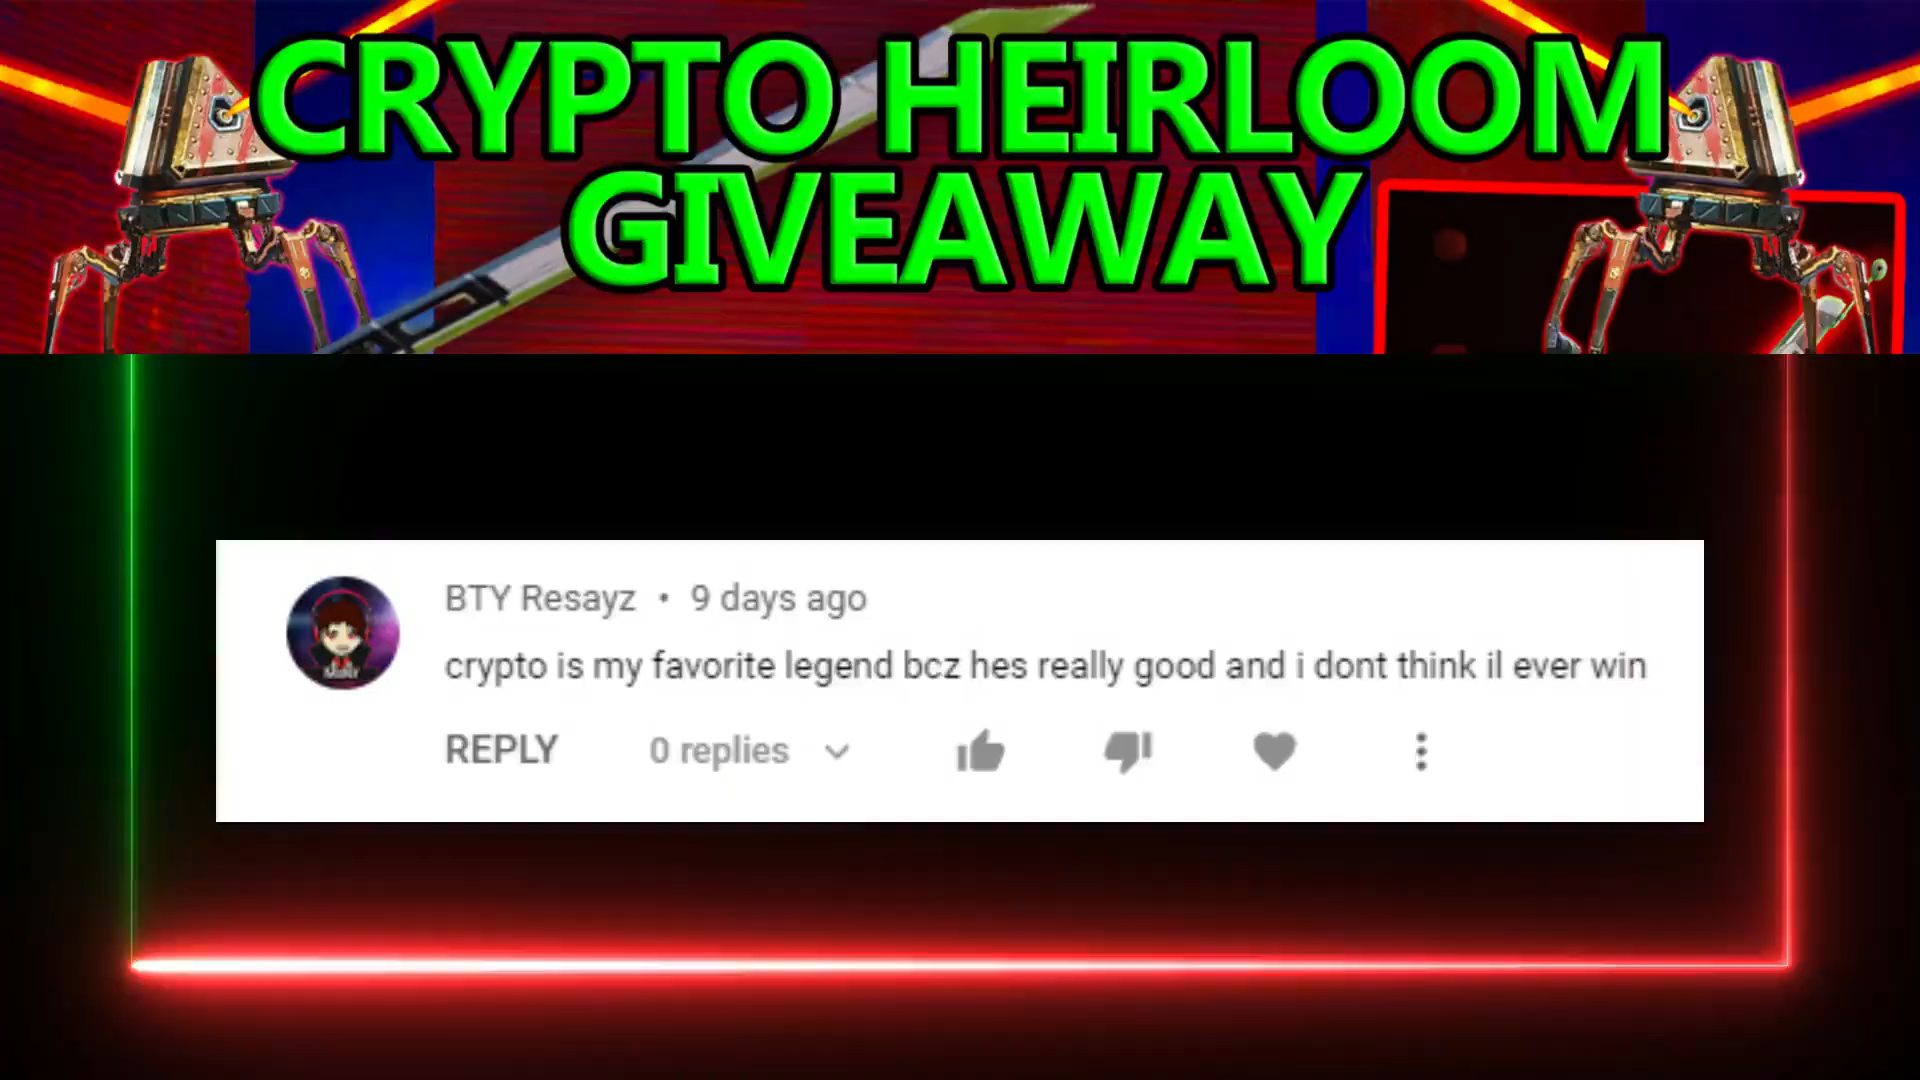 CRYPTO HEIRLOOM
GIVEAWAY
BTY Resayz • 9 days ago
crypto is my favorite legend bcz hes really good and i dont think il ever win
REPLY 0 replies